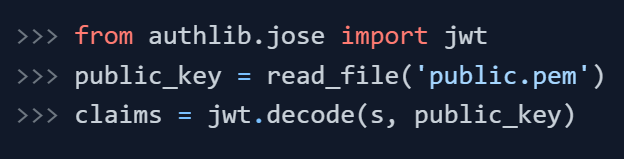 >>> from authlib.jose import jwt
>>> public_key = read_file('public.pem')
>>> claims = jwt.decode(s, public_key)